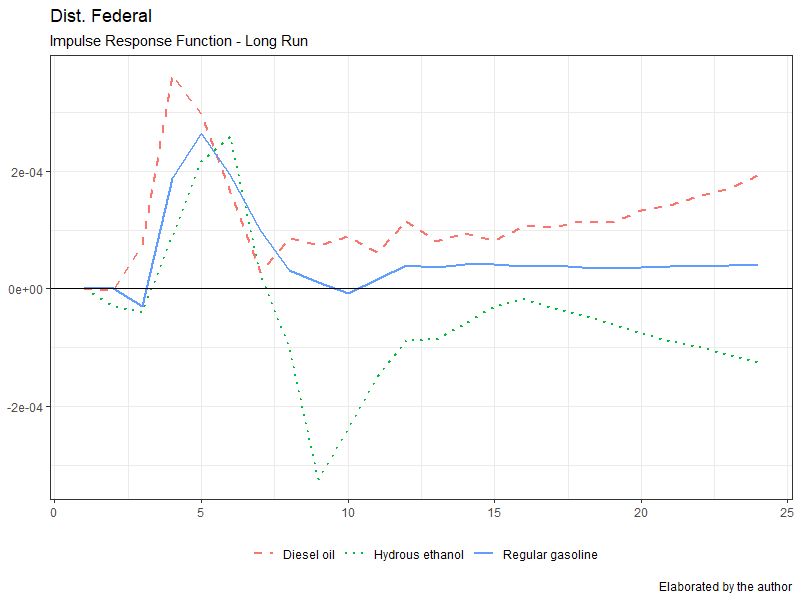 Dist. Federal
Impulse Response Function - Long Run
2e-04
0e+00
-2e-04
0 5 10 15 20 25
Diesel oil Hydrous ethanol Regular gasoline
Elaborated by the author